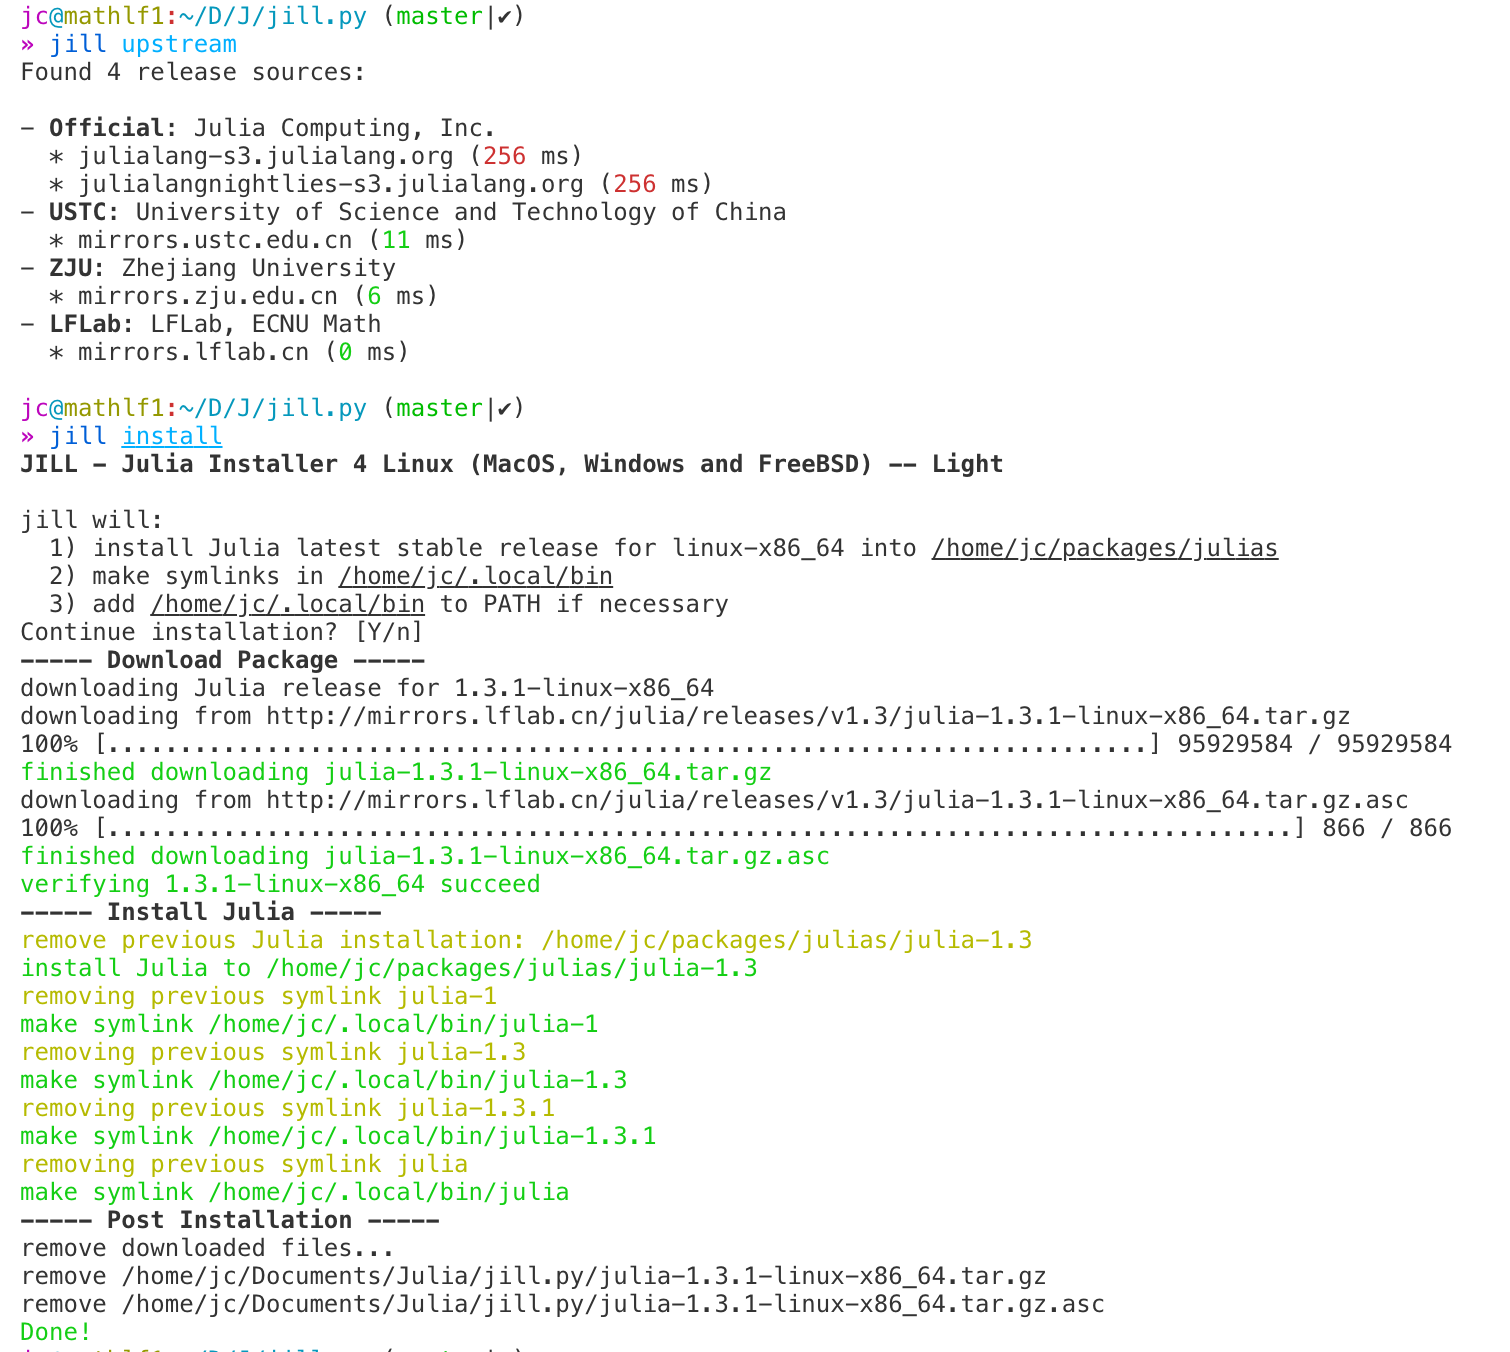 jc@mathlf1:~/D/J/jill.py (master|✔)
» jill upstream
Found 4 release sources:
- Official: Julia Computing, Inc.
  * julialang-s3.julialang.org (256 ms)
  * julialangnightlies-s3.julialang.org (256 ms)
- USTC: University of Science and Technology of China
  * mirrors.ustc.edu.cn (11 ms)
- ZJU: Zhejiang University
  * mirrors.zju.edu.cn (6 ms)
- LFLab: LFLab, ECNU Math
  * mirrors.lflab.cn (0 ms)
jc@mathlf1:~/D/J/jill.py (master|✔)
» jill install
JILL - Julia Installer 4 Linux (MacOS, Windows and FreeBSD) -- Light
jill will:
  1) install Julia latest stable release for linux-x86_64 into /home/jc/packages/julias
  2) make symlinks in /home/jc/.local/bin
  3) add /home/jc/.local/bin to PATH if necessary
Continue installation? [Y/n]
----- Download Package -----
downloading Julia release for 1.3.1-linux-x86_64
downloading from http://mirrors.lflab.cn/julia/releases/v1.3/julia-1.3.1-linux-x86_64.tar.gz
100% [........................................................................] 95929584 / 95929584
finished downloading julia-1.3.1-linux-x86_64.tar.gz
downloading from http://mirrors.lflab.cn/julia/releases/v1.3/julia-1.3.1-linux-x86_64.tar.gz.asc
100% [..................................................................................] 866 / 866
finished downloading julia-1.3.1-linux-x86_64.tar.gz.asc
verifying 1.3.1-linux-x86_64 succeed
----- Install Julia -----
remove previous Julia installation: /home/jc/packages/julias/julia-1.3
install Julia to /home/jc/packages/julias/julia-1.3
removing previous symlink julia-1
make symlink /home/jc/.local/bin/julia-1
removing previous symlink julia-1.3
make symlink /home/jc/.local/bin/julia-1.3
removing previous symlink julia-1.3.1
make symlink /home/jc/.local/bin/julia-1.3.1
removing previous symlink julia
make symlink /home/jc/.local/bin/julia
----- Post Installation -----
remove downloaded files...
remove /home/jc/Documents/Julia/jill.py/julia-1.3.1-linux-x86_64.tar.gz
remove /home/jc/Documents/Julia/jill.py/julia-1.3.1-linux-x86_64.tar.gz.asc
Done!